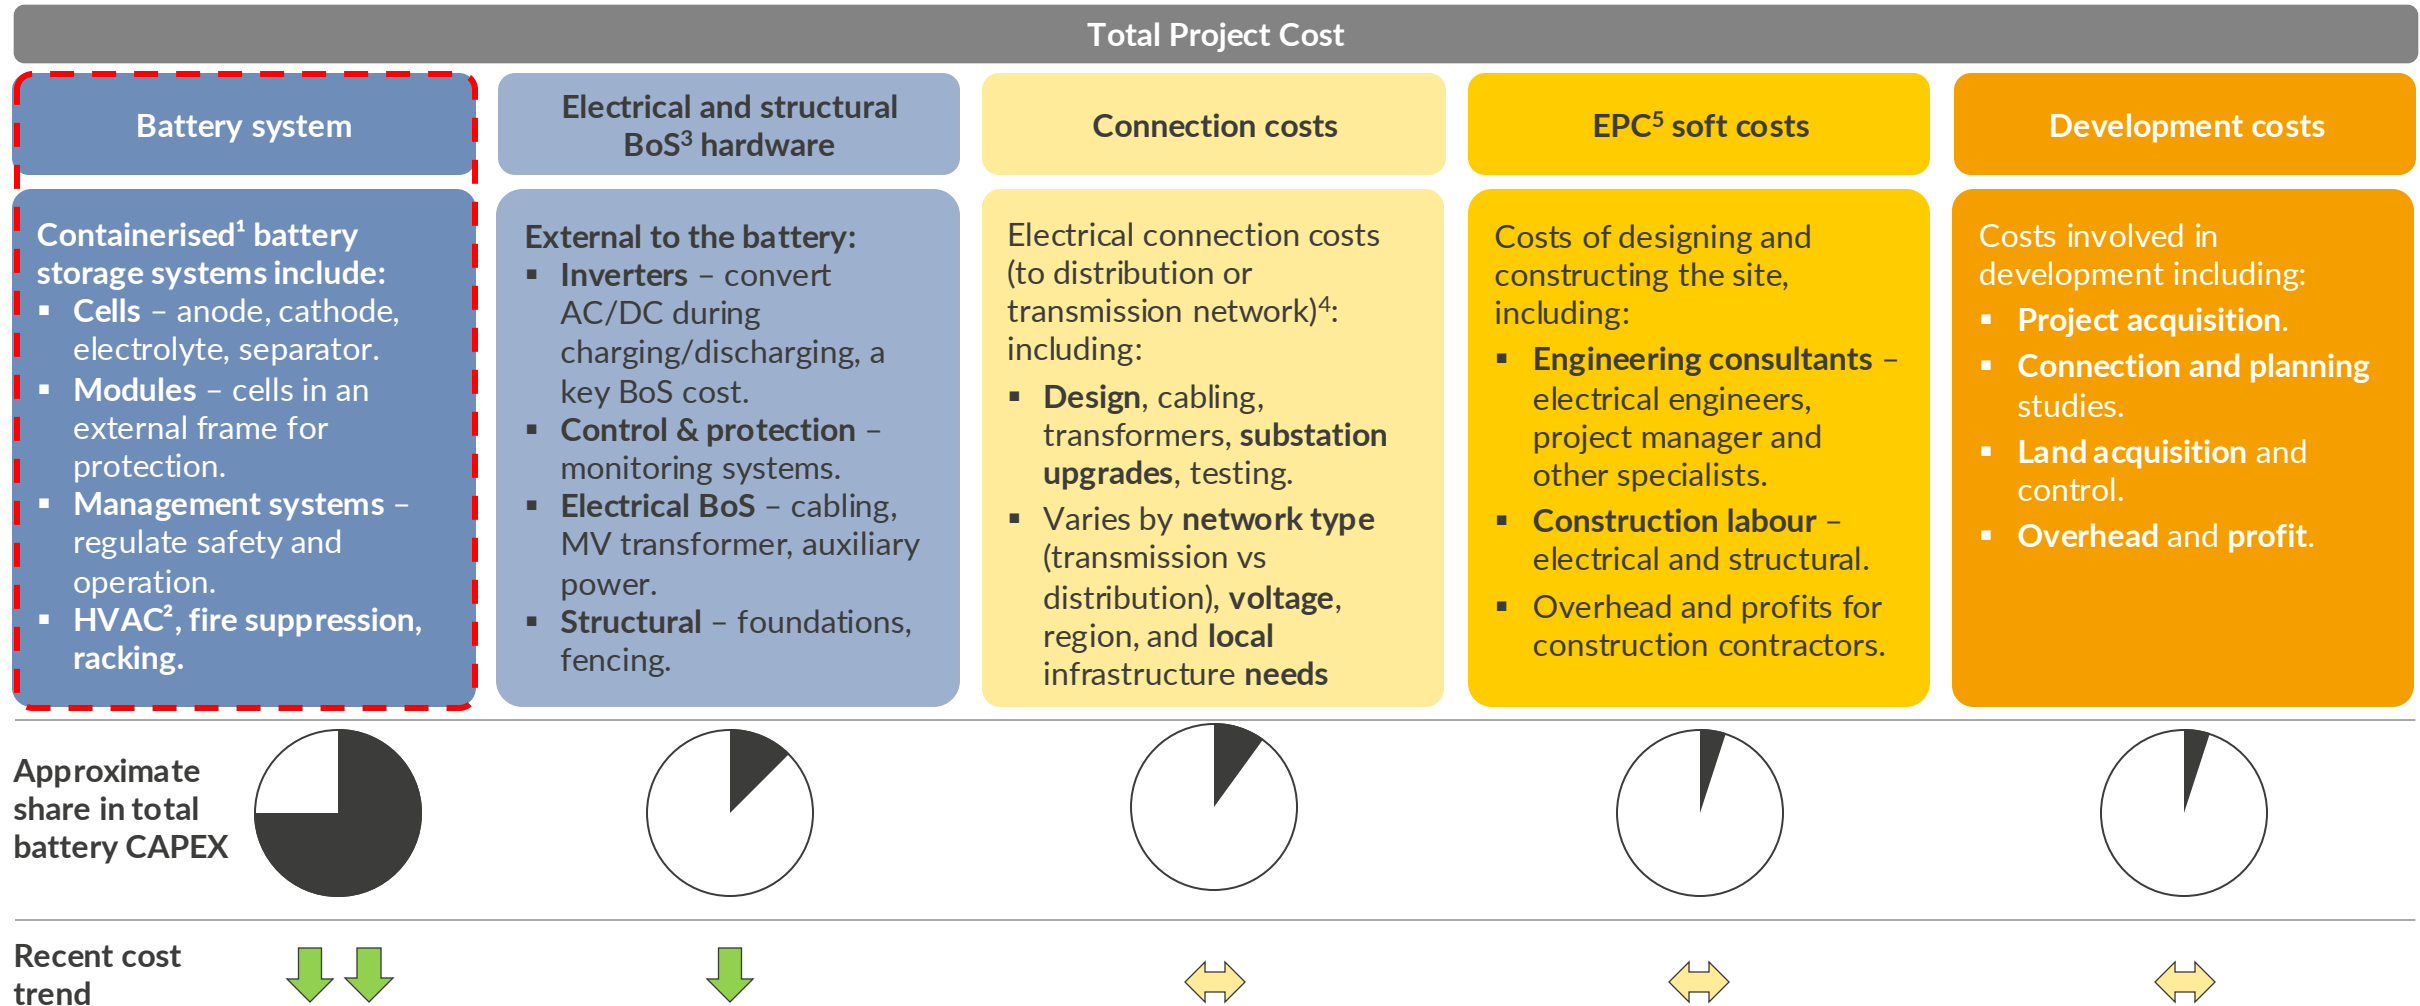 Total Project Cost
Battery system
Containerised¹ battery
storage systems include:
▪ Cells – anode, cathode,
electrolyte, separator.
▪ Modules – cells in an
external frame for
protection.
▪ Management systems –
regulate safety and
operation.
▪ HVAC², fire suppression,
racking.
Electrical and structural
BoS³ hardware
External to the battery:
▪ Inverters – convert
AC/DC during
charging/discharging, a
key BoS cost.
▪ Control & protection –
monitoring systems.
▪ Electrical BoS – cabling,
MV transformer, auxiliary
power.
▪ Structural – foundations,
fencing.
Connection costs
Electrical connection costs
(to distribution or
transmission network)⁴:
including:
▪ Design, cabling,
transformers, substation
upgrades, testing.
▪ Varies by network type
(transmission vs
distribution), voltage,
region, and local
infrastructure needs
EPC⁵ soft costs
Costs of designing and
constructing the site,
including:
▪ Engineering consultants –
electrical engineers,
project manager and
other specialists.
▪ Construction labour –
electrical and structural.
▪ Overhead and profits for
construction contractors.
Development costs
Costs involved in
development including:
▪ Project acquisition.
▪ Connection and planning
studies.
▪ Land acquisition and
control.
▪ Overhead and profit.
Approximate
share in total
battery CAPEX
Recent cost
trend